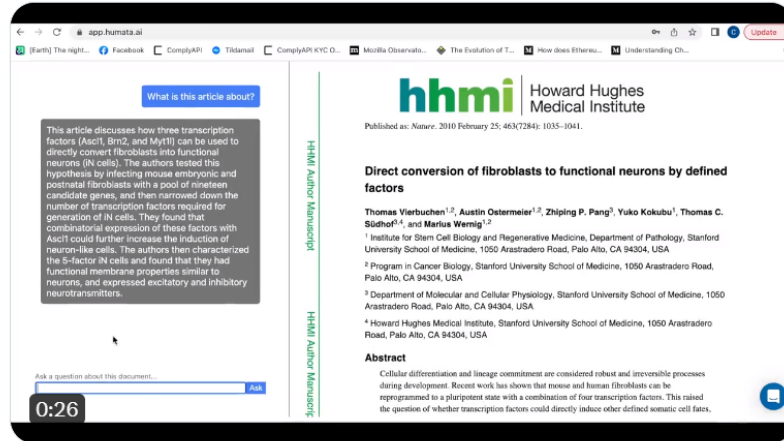 app.humata.ai
Update
[Earth] The night...
Facebook
ComplyAPI
Tildamail
ComplyAPI KYC O...
Mozilla Observato...
The Evolution of T...
How does Ethereu...
Understanding Ch...
What is this article about?
This article discusses how three transcription
factors (Ascl1, Brn2, and Myt1l) can be used to
directly convert fibroblasts into functional
neurons (iN cells). The authors tested this
hypothesis by infecting mouse embryonic and
postnatal fibroblasts with a pool of nineteen
candidate genes, and then narrowed down the
number of transcription factors required for
generation of iN cells. They found that
combinatorial expression of these factors with
Ascl1 could further increase the induction of
neuron-like cells. The authors then characterized
the 5-factor iN cells and found that they had
functional membrane properties similar to
neurons, and expressed excitatory and inhibitory
neurotransmitters.
Ask a question about this document...
Ask
0:26
HHMI Author Manuscript
HHMI Author Manuscrip
hhmi
Howard Hughes
Medical Institute
Published as: Nature. 2010 February 25; 463(7284): 1035–1041.
Direct conversion of fibroblasts to functional neurons by defined
factors
Thomas Vierbuchen1,2, Austin Ostermeier1,2, Zhiping P. Pang3, Yuko Kokubu1, Thomas C.
Südhof3,4, and Marius Wernig1,2
1 Institute for Stem Cell Biology and Regenerative Medicine, Department of Pathology, Stanford
University School of Medicine, 1050 Arastradero Road, Palo Alto, CA 94304, USA
2 Program in Cancer Biology, Stanford University School of Medicine, 1050 Arastradero Road,
Palo Alto, CA 94304, USA
3 Department of Molecular and Cellular Physiology, Stanford University School of Medicine, 1050
Arastradero Road, Palo Alto, CA 94304, USA
4 Howard Hughes Medical Institute, Stanford University School of Medicine, 1050 Arastradero
Road, Palo Alto, CA 94304, USA
Abstract
Cellular differentiation and lineage commitment are considered robust and irreversible processes
during development. Recent work has shown that mouse and human fibroblasts can be
reprogrammed to a pluripotent state with a combination of four transcription factors. This raised
the question of whether transcription factors could directly induce other defined somatic cell fates,